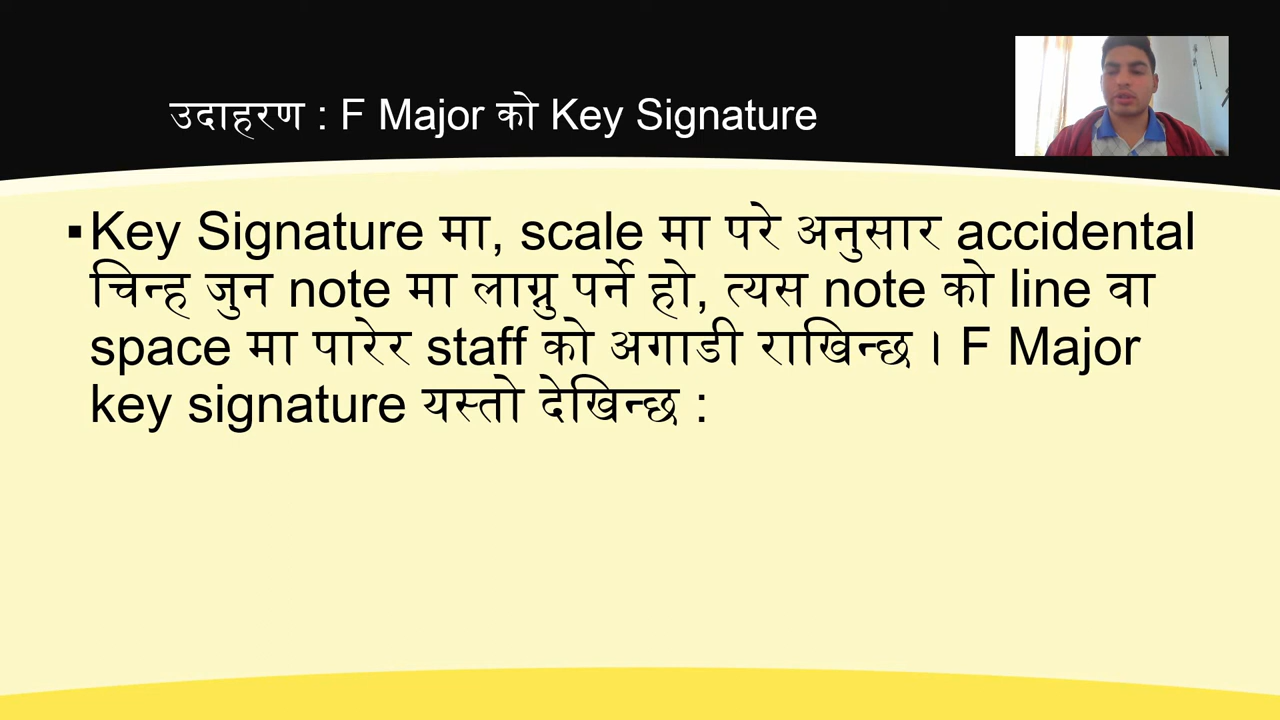 उदाहरण : F Major को Key Signature
▪Key Signature मा, scale मा परे अनुसार accidental
चिन्ह जुन note मा लाग्नु पर्ने हो, त्यस note को line वा
space मा पारेर staff को अगाडी राखिन्छ । F Major
key signature यस्तो देखिन्छ :